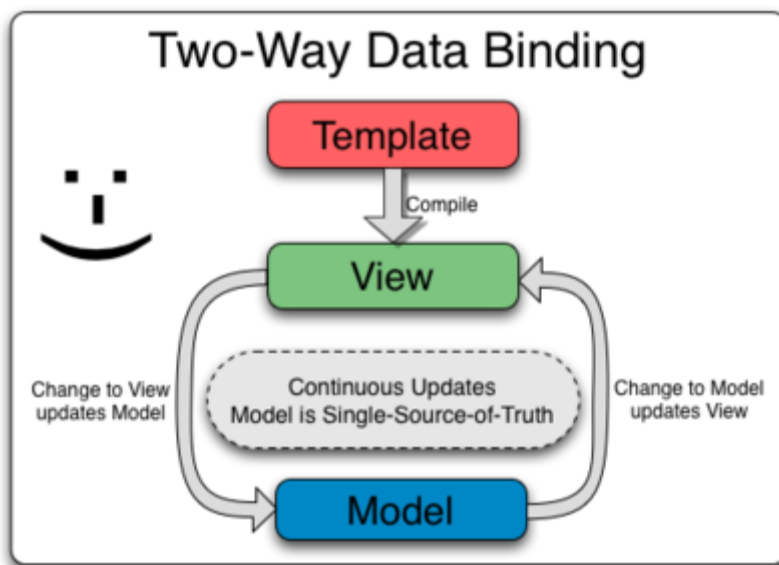 Two-Way Data Binding
Template
Compile
View
Change to View
updates Model
Continuous Updates
Model is Single-Source-of-Truth
Change to Model
updates View
Model